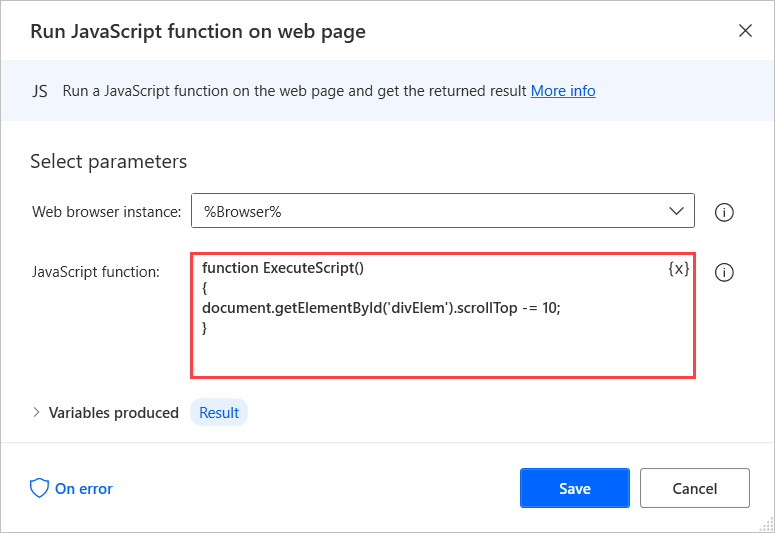 Run JavaScript function on web page
JS Run a JavaScript function on the web page and get the returned result More info
Select parameters
Web browser instance: %Browser%
JavaScript function: function ExecuteScript() {x}
{
document.getElementById('divElem').scrollTop -= 10;
}
Variables produced Result
On error Save Cancel